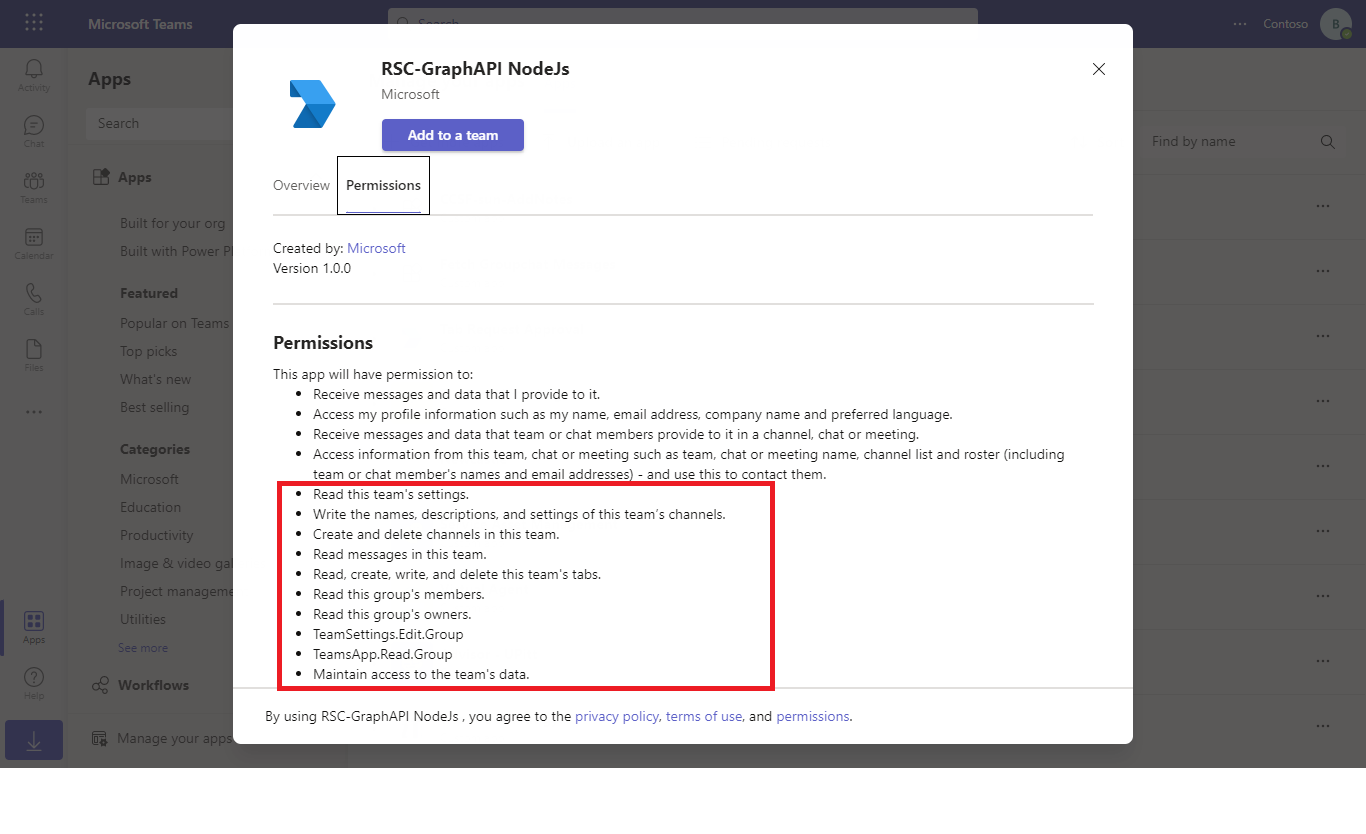 Microsoft Teams
Search
Contoso
B
Activity
Chat
Teams
Calendar
Calls
Files
Apps
Help
Apps
Search
Apps
Built for your org
Built with Power
Featured
Popular on Teams
Top picks
What's new
Best selling
Categories
Microsoft
Education
Productivity
Image & video
Project
Utilities
See more
Workflows
Manage your apps
Find by name
RSC-GraphAPI NodeJs
Microsoft
Add to a team
Overview
Permissions
Created by: Microsoft
Version 1.0.0
Permissions
This app will have permission to:
• Receive messages and data that I provide to it.
• Access my profile information such as my name, email address, company name and preferred language.
• Receive messages and data that team or chat members provide to it in a channel, chat or meeting.
• Access information from this team, chat or meeting such as team, chat or meeting name, channel list and roster (including
team or chat member's names and email addresses) - and use this to contact them.
• Read this team's settings.
• Write the names, descriptions, and settings of this team’s channels.
• Create and delete channels in this team.
• Read messages in this team.
• Read, create, write, and delete this team's tabs.
• Read this group's members.
• Read this group's owners.
• TeamSettings.Edit.Group
• TeamsApp.Read.Group
• Maintain access to the team's data.
By using RSC-GraphAPI NodeJs , you agree to the privacy policy, terms of use, and permissions.